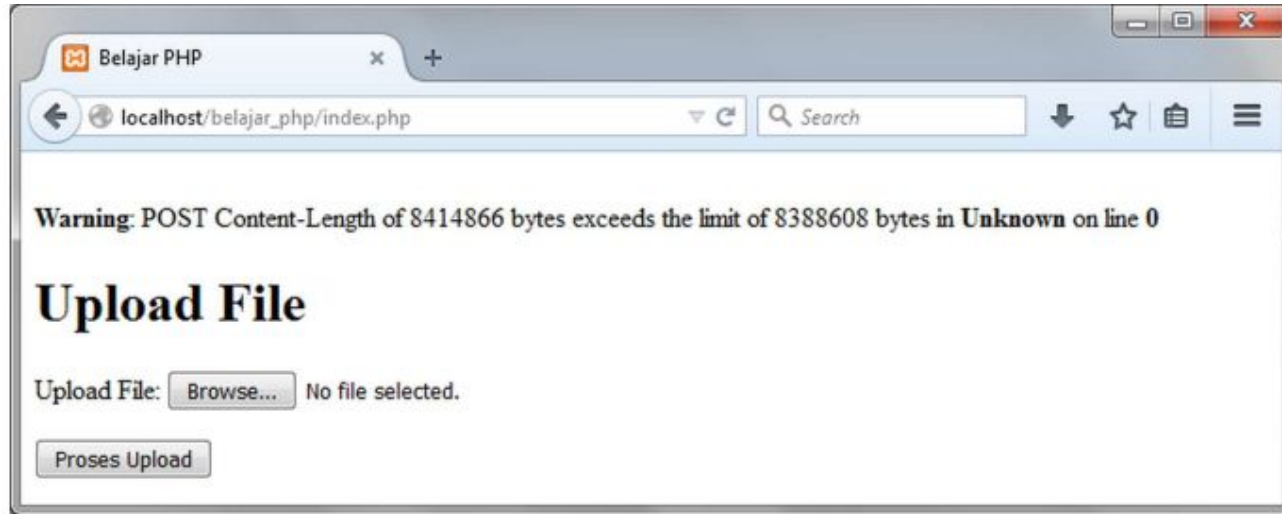 Belajar PHP
localhost/belajar_php/index.php
Search
Warning: POST Content-Length of 8414866 bytes exceeds the limit of 8388608 bytes in Unknown on line 0
Upload File
Upload File: Browse... No file selected.
Proses Upload